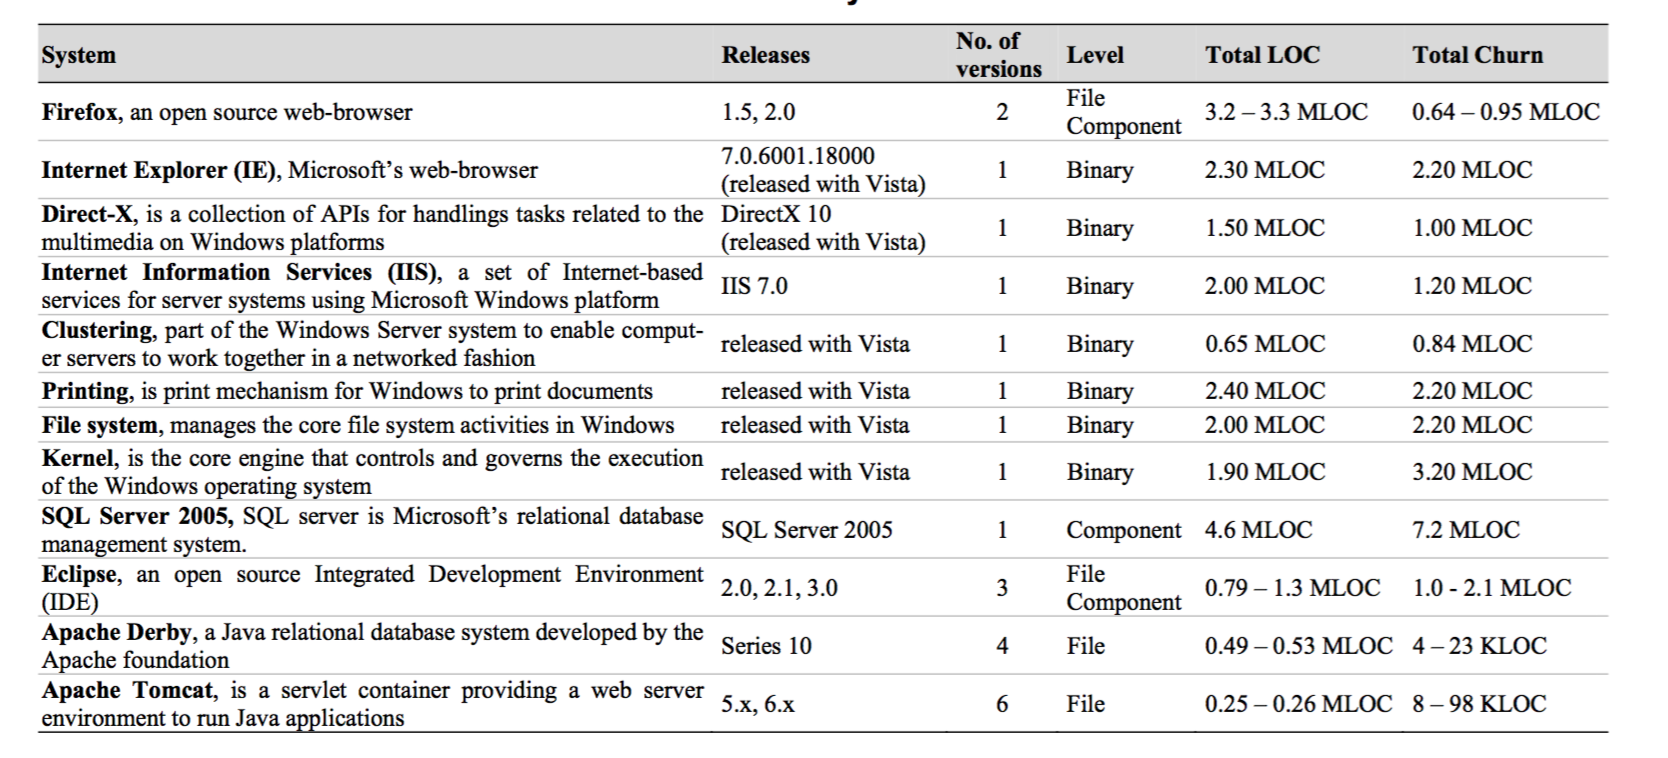 System Releases No. of versions Level Total LOC Total Churn
Firefox, an open source web-browser 1.5, 2.0 2 File Component 3.2 – 3.3 MLOC 0.64 – 0.95 MLOC
Internet Explorer (IE), Microsoft's web-browser 7.0.6001.18000 (released with Vista) 1 Binary 2.30 MLOC 2.20 MLOC
Direct-X, is a collection of APIs for handlings tasks related to the
multimedia on Windows platforms DirectX 10 (released with Vista) 1 Binary 1.50 MLOC 1.00 MLOC
Internet Information Services (IIS), a set of Internet-based
services for server systems using Microsoft Windows platform IIS 7.0 1 Binary 2.00 MLOC 1.20 MLOC
Clustering, part of the Windows Server system to enable comput-
er servers to work together in a networked fashion released with Vista 1 Binary 0.65 MLOC 0.84 MLOC
Printing, is print mechanism for Windows to print documents released with Vista 1 Binary 2.40 MLOC 2.20 MLOC
File system, manages the core file system activities in Windows released with Vista 1 Binary 2.00 MLOC 2.20 MLOC
Kernel, is the core engine that controls and governs the execution
of the Windows operating system released with Vista 1 Binary 1.90 MLOC 3.20 MLOC
SQL Server 2005, SQL server is Microsoft's relational database
management system. SQL Server 2005 1 Component 4.6 MLOC 7.2 MLOC
Eclipse, an open source Integrated Development Environment
(IDE) 2.0, 2.1, 3.0 3 File Component 0.79 – 1.3 MLOC 1.0 - 2.1 MLOC
Apache Derby, a Java relational database system developed by the
Apache foundation Series 10 4 File 0.49 – 0.53 MLOC 4 – 23 KLOC
Apache Tomcat, is a servlet container providing a web server
environment to run Java applications 5.x, 6.x 6 File 0.25 – 0.26 MLOC 8 – 98 KLOC